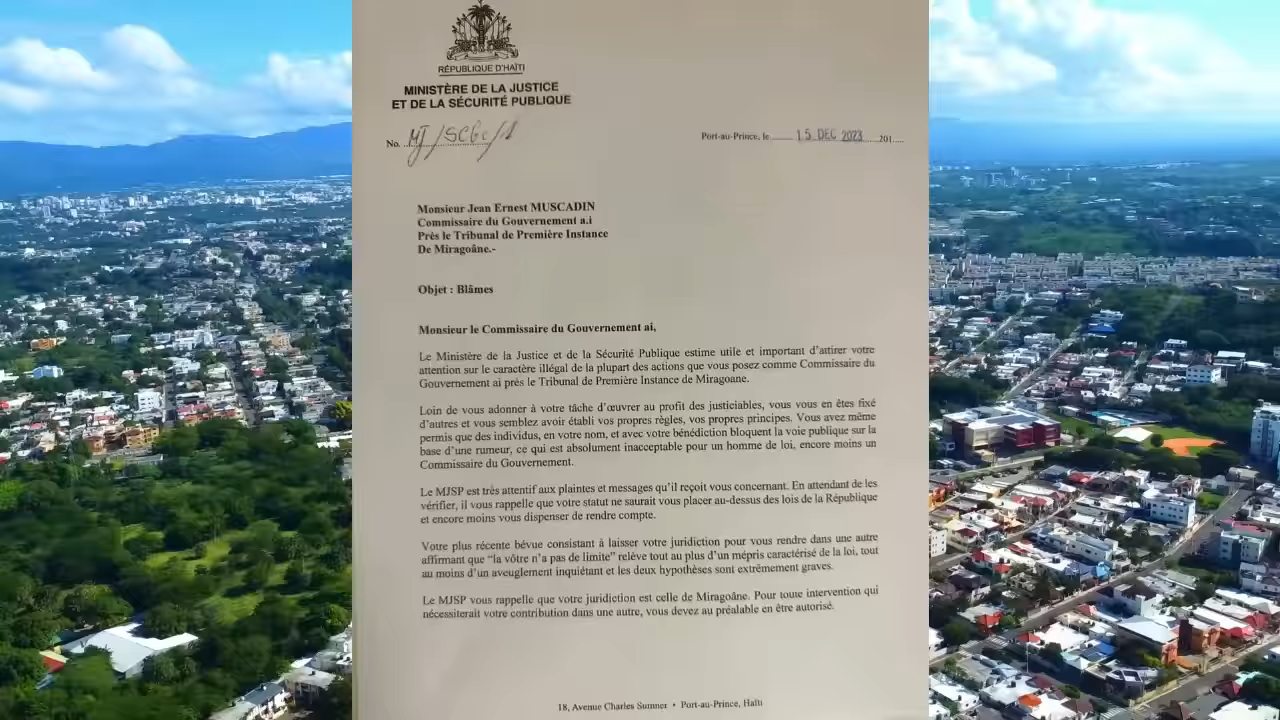 RÉPUBLIQUE D'HAÏTI
MINISTÈRE DE LA JUSTICE
ET DE LA SÉCURITÉ PUBLIQUE
No.
Port-au-Prince, le 15 DEC 2023 201
Monsieur Jean Ernest MUSCADIN
Commissaire du Gouvernement a.i
Près le Tribunal de Première Instance
De Miragoâne.-
Objet : Blâmes
Monsieur le Commissaire du Gouvernement ai,
Le Ministère de la Justice et de la Sécurité Publique estime utile et important d'attirer votre
attention sur le caractère illégal de la plupart des actions que vous posez comme Commissaire du
Gouvernement ai près le Tribunal de Première Instance de Miragoane.
Loin de vous adonner à votre tâche d'œuvrer au profit des justiciables, vous vous en êtes fixé
d'autres et vous semblez avoir établi vos propres règles, vos propres principes. Vous avez même
permis que des individus, en votre nom, et avec votre bénédiction bloquent la voie publique sur la
base d'une rumeur, ce qui est absolument inacceptable pour un homme de loi, encore moins un
Commissaire du Gouvernement.
Le MJSP est très attentif aux plaintes et messages qu'il reçoit vous concernant. En attendant de les
vérifier, il vous rappelle que votre statut ne saurait vous placer au-dessus des lois de la République
et encore moins vous dispenser de rendre compte.
Votre plus récente bévue consistant à laisser votre juridiction pour vous rendre dans une autre
affirmant que "la vôtre n'a pas de limite" relève tout au plus d'un mépris caractérisé de la loi, tout
au moins d'un aveuglement inquiétant et les deux hypothèses sont extrêmement graves.
Le MJSP vous rappelle que votre juridiction est celle de Miragoâne. Pour toute intervention qui
nécessiterait votre contribution dans une autre, vous devez au préalable en être autorisé.
18, Avenue Charles Sumner • Port-au-Prince, Haïti